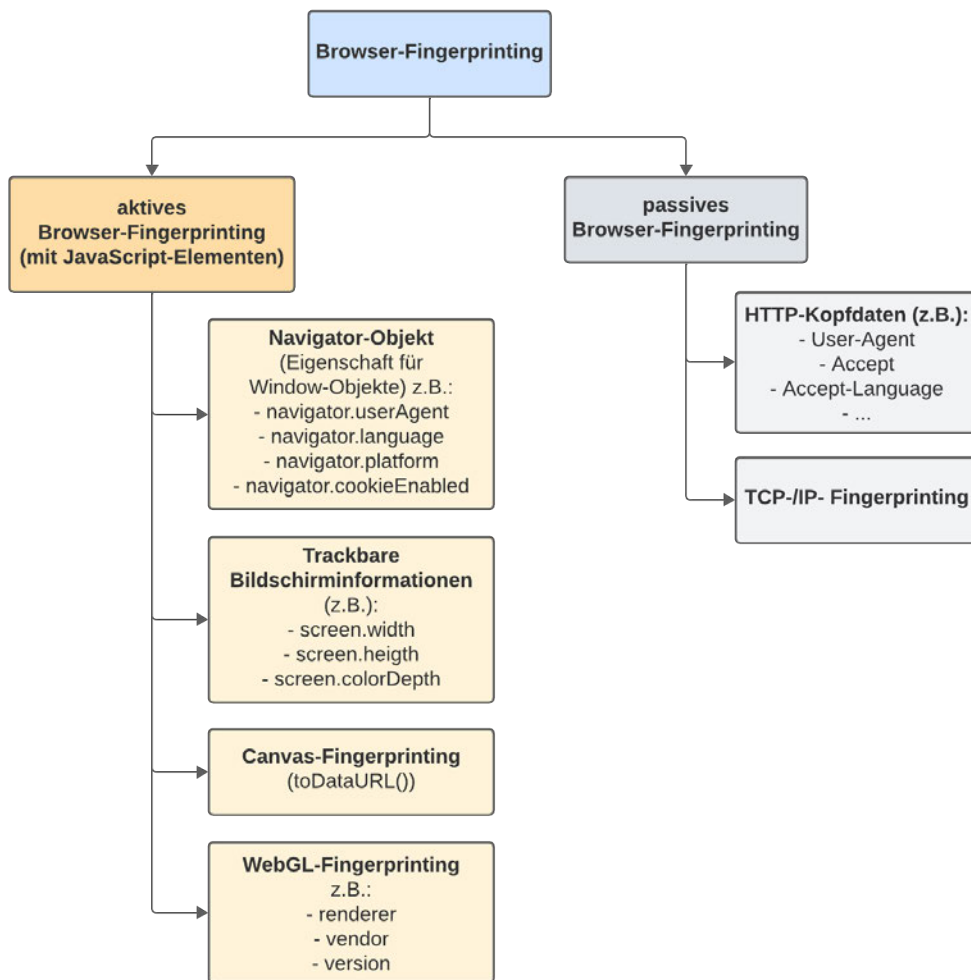 Browser-Fingerprinting
aktives
Browser-Fingerprinting
(mit JavaScript-Elementen)
Navigator-Objekt
(Eigenschaft für
Window-Objekte) z.B.:
- navigator.userAgent
- navigator.language
- navigator.platform
- navigator.cookieEnabled
Trackbare
Bildschirminformationen
(z.B.):
- screen.width
- screen.heigth
- screen.colorDepth
Canvas-Fingerprinting
(toDataURL())
WebGL-Fingerprinting
z.B.:
- renderer
- vendor
- version
passives
Browser-Fingerprinting
HTTP-Kopfdaten (z.B.):
- User-Agent
- Accept
- Accept-Language
- ...
TCP-/IP- Fingerprinting